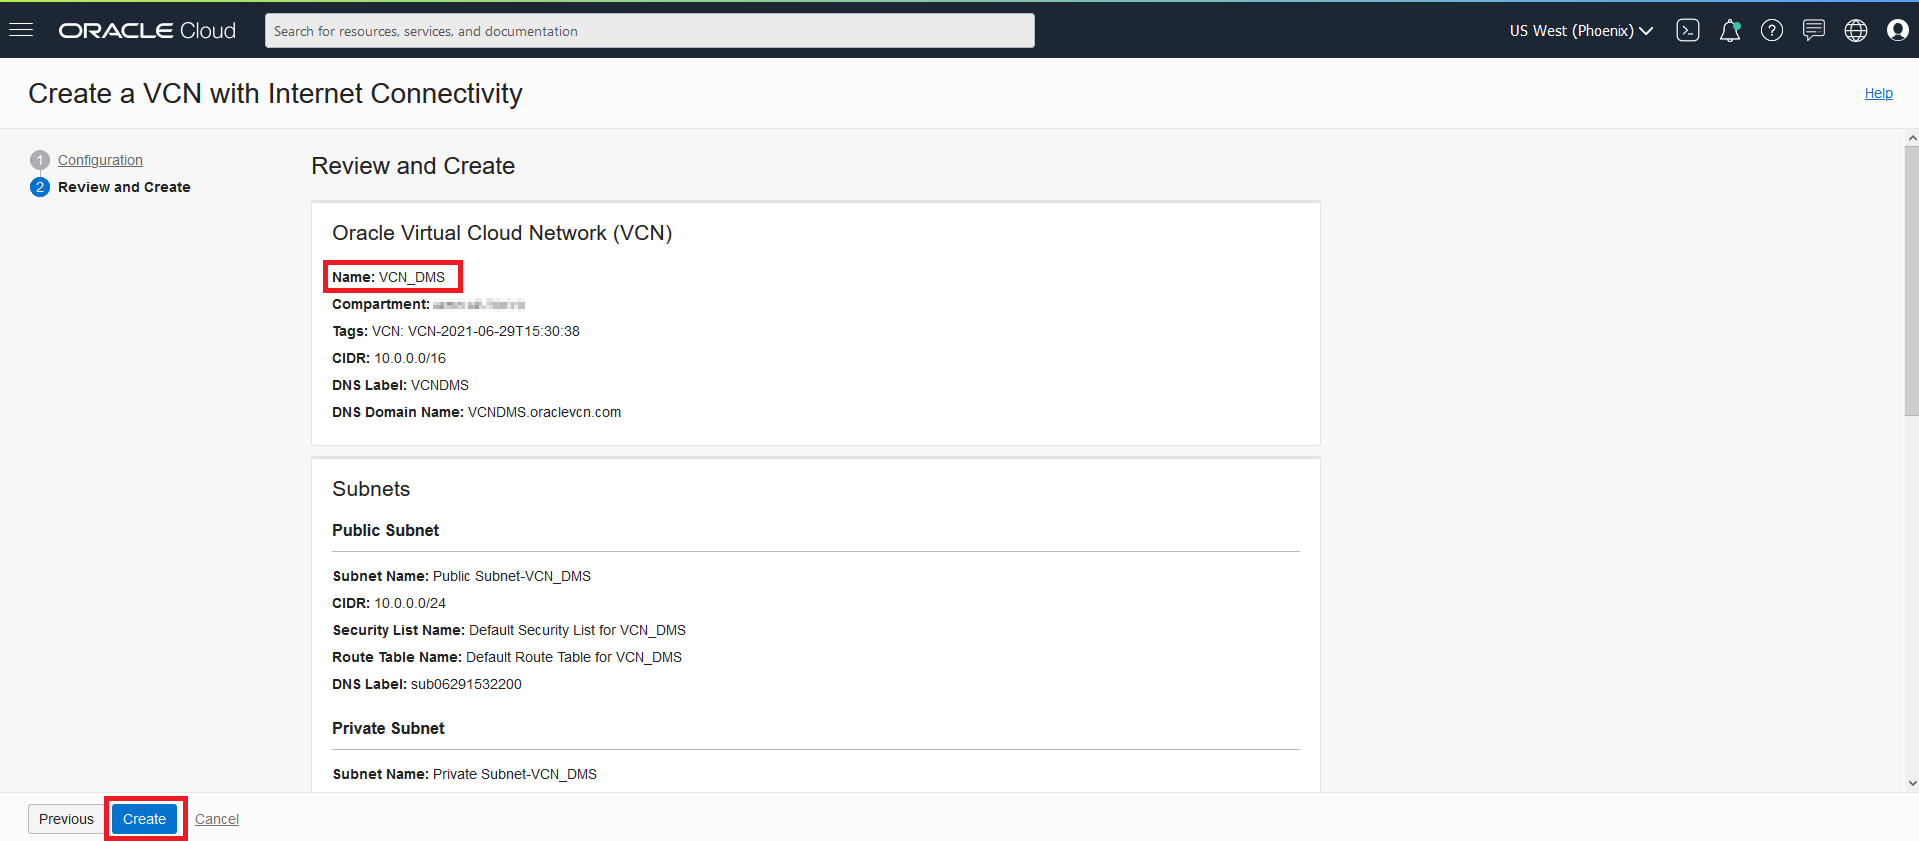 ORACLE Cloud
Search for resources, services, and documentation
US West (Phoenix)
Create a VCN with Internet Connectivity
Help
1 Configuration
2 Review and Create
Review and Create
Oracle Virtual Cloud Network (VCN)
Name: VCN_DMS
Compartment:
Tags: VCN: VCN-2021-06-29T15:30:38
CIDR: 10.0.0.0/16
DNS Label: VCNDMS
DNS Domain Name: VCNDMS.oraclevcn.com
Subnets
Public Subnet
Subnet Name: Public Subnet-VCN_DMS
CIDR: 10.0.0.0/24
Security List Name: Default Security List for VCN_DMS
Route Table Name: Default Route Table for VCN_DMS
DNS Label: sub06291532200
Private Subnet
Subnet Name: Private Subnet-VCN_DMS
Previous
Create
Cancel